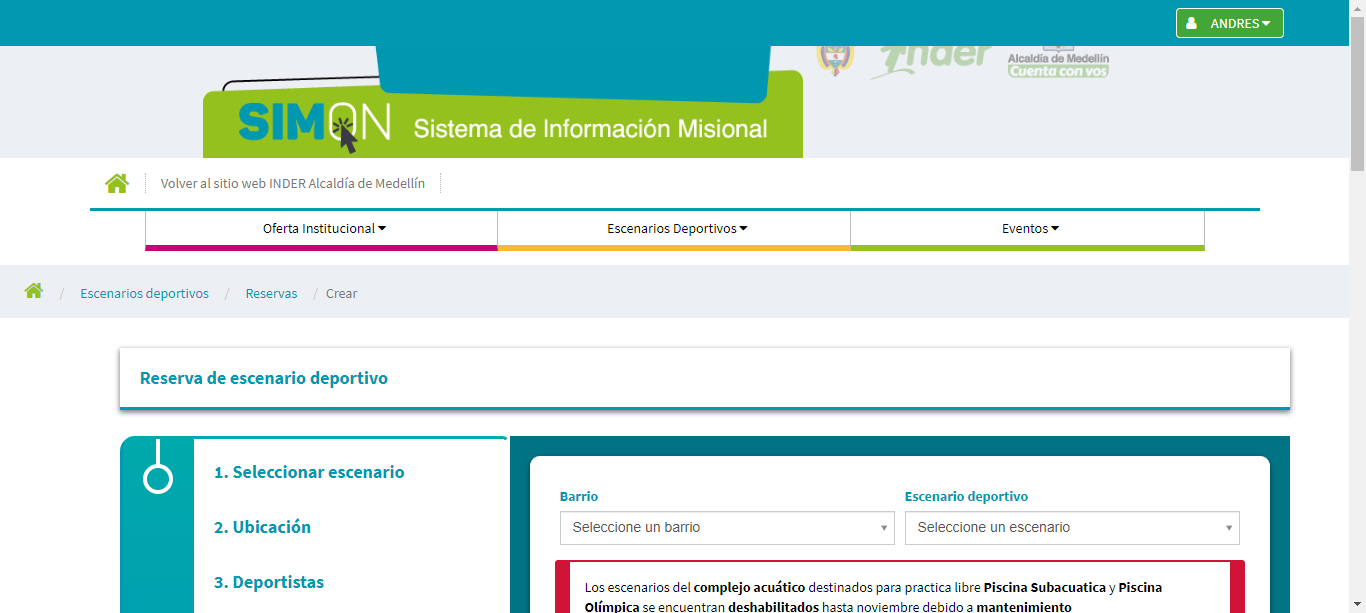 ANDRES
inder
Alcaldía de Medellín
Cuenta con vos
SIMON Sistema de Información Misional
Volver al sitio web INDER Alcaldía de Medellín
Oferta Institucional
Escenarios Deportivos
Eventos
/ Escenarios deportivos / Reservas / Crear
Reserva de escenario deportivo
1. Seleccionar escenario
2. Ubicación
3. Deportistas
Barrio
Escenario deportivo
Seleccione un barrio
Seleccione un escenario
Los escenarios del complejo acuático destinados para practica libre Piscina Subacuatica y Piscina
Olímpica se encuentran deshabilitados hasta noviembre debido a mantenimiento